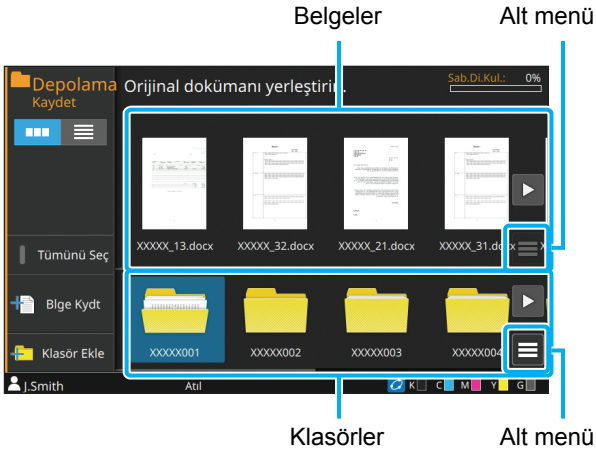 Belgeler
Alt menü
Depolama
Kaydet
Orijinal dokümanı yerleştirin.
Sab.Di.Kul.: 0%
XXXXX_13.docx
XXXXX_32.docx
XXXXX_21.docx
XXXXX_31.docx
X
Tümünü Seç
Blge Kydt
Klasör Ekle
XXXXX001
XXXXX002
XXXXX003
XXXXX004
J.Smith
Atıl
K C M Y G
Klasörler
Alt menü